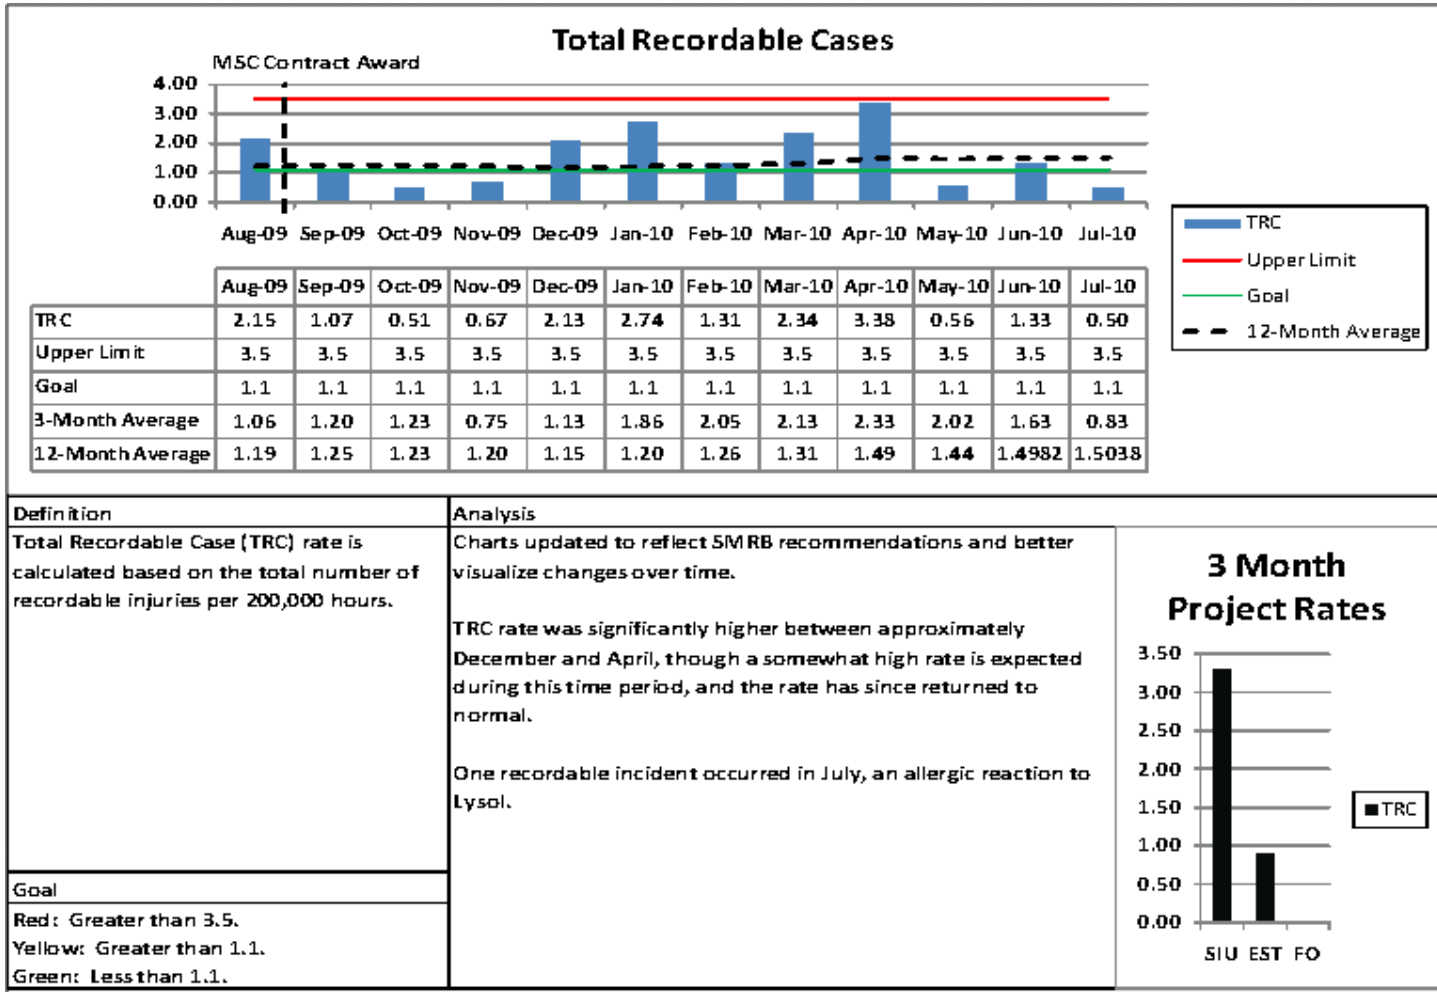 Total Recordable Cases
MSC Contract Award
4.00
3.00
2.00
1.00
0.00
Aug-09 Sep-09 Oct-09 Nov-09 Dec-09 Jan-10 Feb-10 Mar-10 Apr-10 May-10 Jun-10 Jul-10
TRC
Upper Limit
Goal
12-Month Average
Aug-09 Sep-09 Oct-09 Nov-09 Dec-09 Jan-10 Feb-10 Mar-10 Apr-10 May-10 Jun-10 Jul-10
TRC 2.15 1.07 0.51 0.67 2.13 2.74 1.31 2.34 3.38 0.56 1.33 0.50
Upper Limit 3.5 3.5 3.5 3.5 3.5 3.5 3.5 3.5 3.5 3.5 3.5 3.5
Goal 1.1 1.1 1.1 1.1 1.1 1.1 1.1 1.1 1.1 1.1 1.1 1.1
3-Month Average 1.06 1.20 1.23 0.75 1.13 1.86 2.05 2.13 2.33 2.02 1.63 0.83
12-Month Average 1.19 1.25 1.23 1.20 1.15 1.20 1.26 1.31 1.49 1.44 1.4982 1.5038
Definition
Total Recordable Case (TRC) rate is
calculated based on the total number of
recordable injuries per 200,000 hours.
Goal
Red: Greater than 3.5.
Yellow: Greater than 1.1.
Green: Less than 1.1.
Analysis
Charts updated to reflect SMRB recommendations and better
visualize changes over time.
TRC rate was significantly higher between approximately
December and April, though a somewhat high rate is expected
during this time period, and the rate has since returned to
normal.
One recordable incident occurred in July, an allergic reaction to
Lysol.
3 Month
Project Rates
3.50
3.00
2.50
2.00
1.50
1.00
0.50
0.00
SIU EST FO
TRC